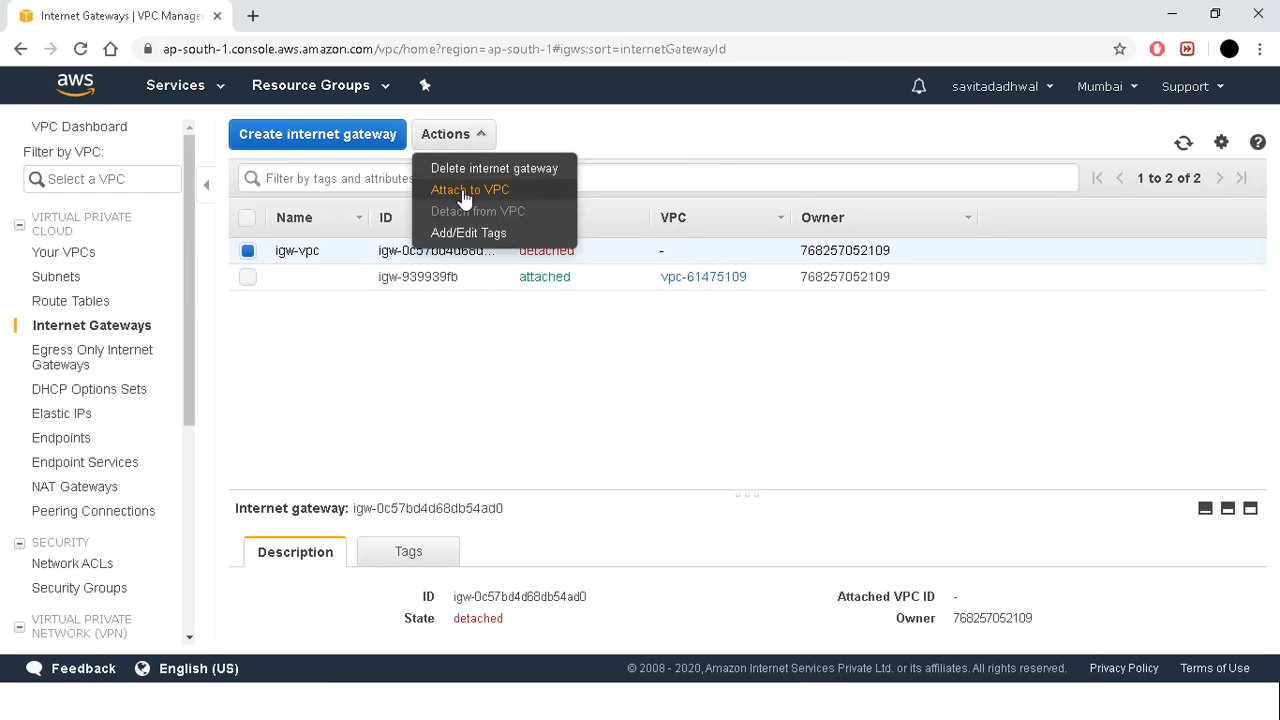 Internet Gateways | VPC Manage
ap-south-1.console.aws.amazon.com/vpc/home?region=ap-south-1#igws:sort=internetGatewayId
aws
Services
Resource Groups
savitadadhwal
Mumbai
Support
VPC Dashboard
Filter by VPC:
Select a VPC
VIRTUAL PRIVATE
CLOUD
Your VPCs
Subnets
Route Tables
Internet Gateways
Egress Only Internet
Gateways
DHCP Options Sets
Elastic IPs
Endpoints
Endpoint Services
NAT Gateways
Peering Connections
SECURITY
Network ACLs
Security Groups
VIRTUAL PRIVATE
NETWORK (VPN)
Create internet gateway
Actions
Delete internet gateway
Attach to VPC
Detach from VPC
Add/Edit Tags
Filter by tags and attributes
1 to 2 of 2
Name ID VPC Owner
igw-vpc igw-0c57bd4d68d... detached - 768257052109
igw-939939fb attached vpc-61475109 768257052109
Internet gateway: igw-0c57bd4d68db54ad0
Description
Tags
ID igw-0c57bd4d68db54ad0
Attached VPC ID -
State detached
Owner 768257052109
Feedback
English (US)
© 2008 - 2020, Amazon Internet Services Private Ltd. or its affiliates. All rights reserved.
Privacy Policy
Terms of Use